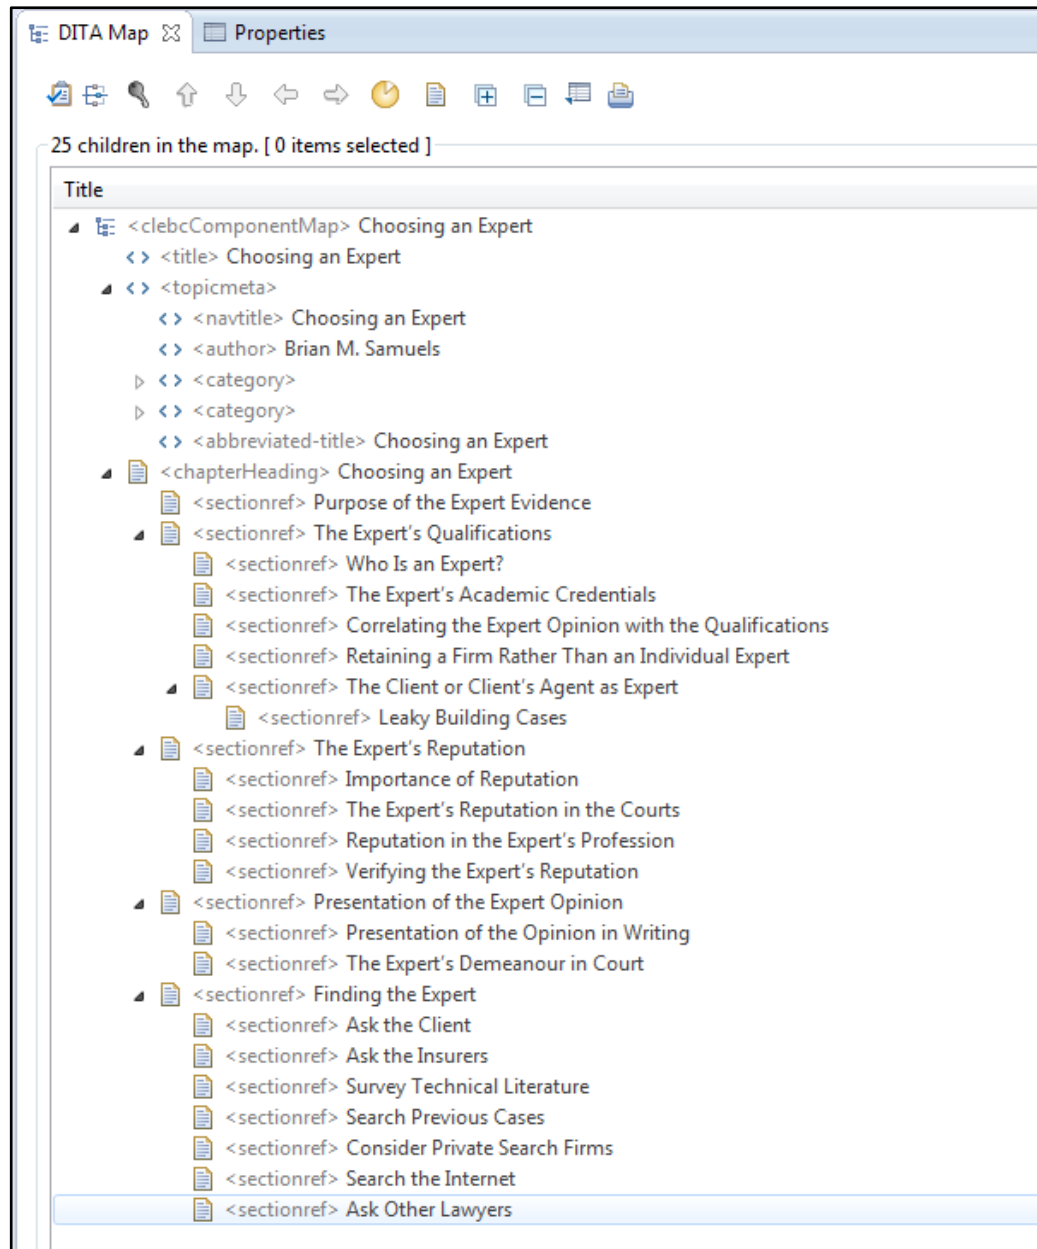 DITA Map Properties
25 children in the map. [ 0 items selected ]
Title
<clebcComponentMap> Choosing an Expert
<title> Choosing an Expert
<topicmeta>
<navtitle> Choosing an Expert
<author> Brian M. Samuels
<category>
<category>
<abbreviated-title> Choosing an Expert
<chapterHeading> Choosing an Expert
<sectionref> Purpose of the Expert Evidence
<sectionref> The Expert's Qualifications
<sectionref> Who Is an Expert?
<sectionref> The Expert's Academic Credentials
<sectionref> Correlating the Expert Opinion with the Qualifications
<sectionref> Retaining a Firm Rather Than an Individual Expert
<sectionref> The Client or Client's Agent as Expert
<sectionref> Leaky Building Cases
<sectionref> The Expert's Reputation
<sectionref> Importance of Reputation
<sectionref> The Expert's Reputation in the Courts
<sectionref> Reputation in the Expert's Profession
<sectionref> Verifying the Expert's Reputation
<sectionref> Presentation of the Expert Opinion
<sectionref> Presentation of the Opinion in Writing
<sectionref> The Expert's Demeanour in Court
<sectionref> Finding the Expert
<sectionref> Ask the Client
<sectionref> Ask the Insurers
<sectionref> Survey Technical Literature
<sectionref> Search Previous Cases
<sectionref> Consider Private Search Firms
<sectionref> Search the Internet
<sectionref> Ask Other Lawyers